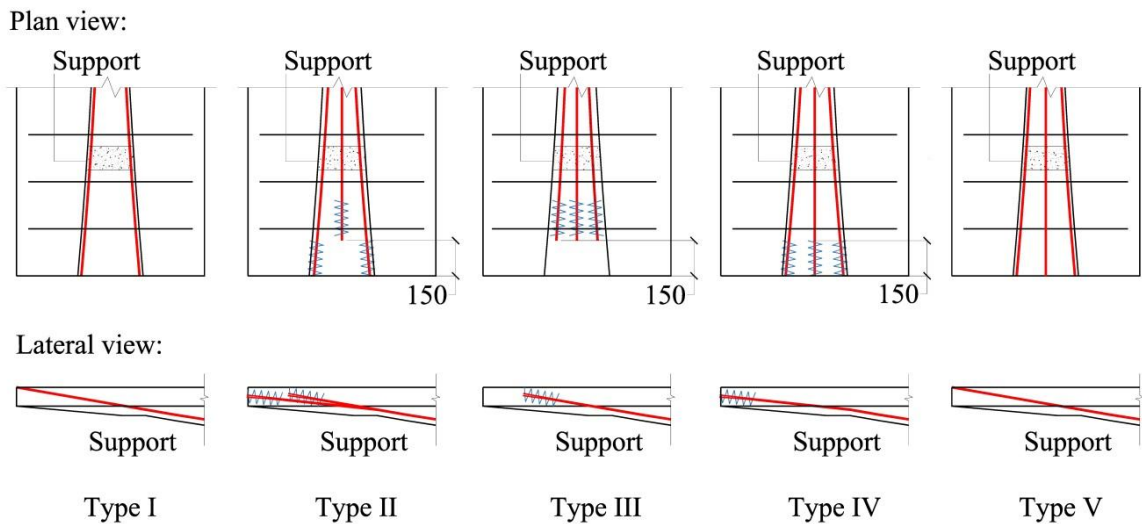 Plan view:
Support Support Support Support Support
150 150 150
Lateral view:
Support Support Support Support Support
Type I Type II Type III Type IV Type V